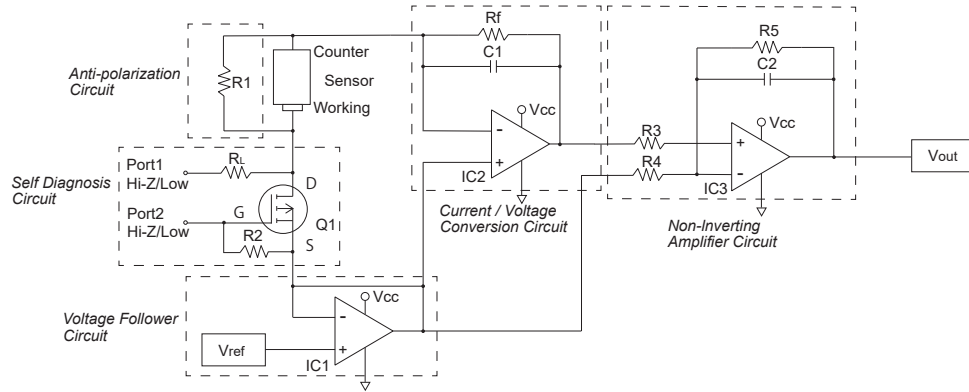 Rf
R5
Counter
C1
C2
Anti-polarization
Circuit
R1
Sensor
Working
Vcc
Vcc
-
+
R3
+
Vout
Port1
Hi-Z/Low
RL
D
R4
-
Self Diagnosis
Circuit
IC2
IC3
Port2
Hi-Z/Low
G
Q1
Current / Voltage
Conversion Circuit
Non-Inverting
Amplifier Circuit
R2
S
Vcc
-
Voltage Follower
Circuit
Vref
+
IC1